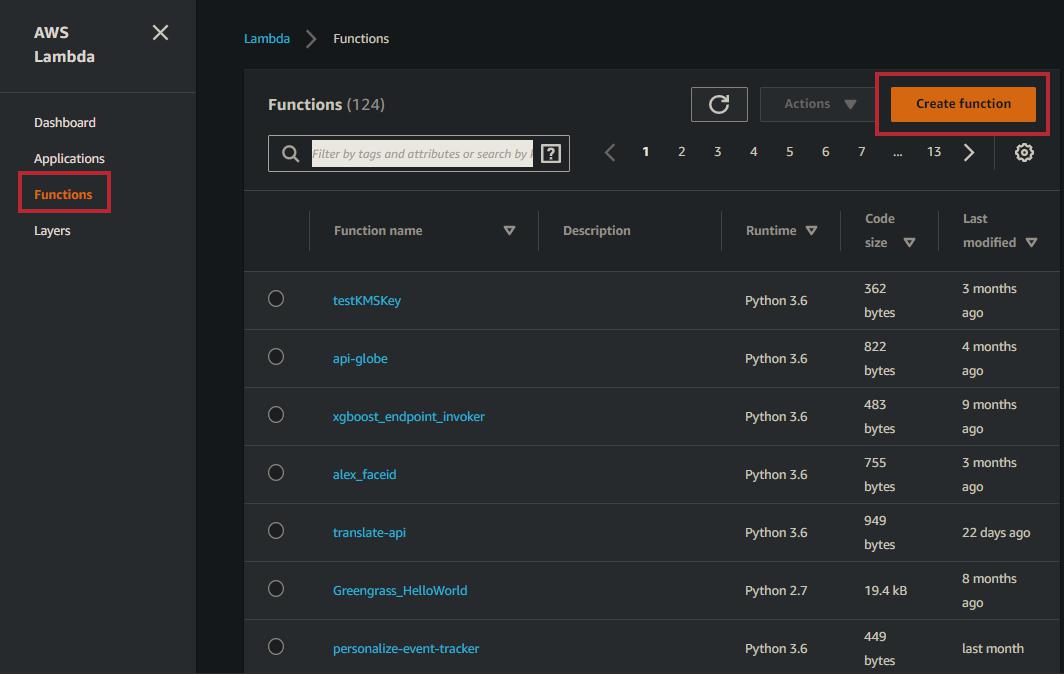 AWS
Lambda
Dashboard
Applications
Functions
Layers
Lambda > Functions
Functions (124)
Actions
Create function
Filter by tags and attributes or search by
?
1 2 3 4 5 6 7 ... 13
Function name
Description
Runtime
Code
size
Last
modified
testKMSKey
Python 3.6
362
bytes
3 months
ago
api-globe
Python 3.6
822
bytes
4 months
ago
xgboost_endpoint_invoker
Python 3.6
483
bytes
9 months
ago
alex_faceid
Python 3.6
755
bytes
3 months
ago
translate-api
Python 3.6
949
bytes
22 days ago
Greengrass_HelloWorld
Python 2.7
19.4 kB
8 months
ago
personalize-event-tracker
Python 3.6
449
bytes
last month